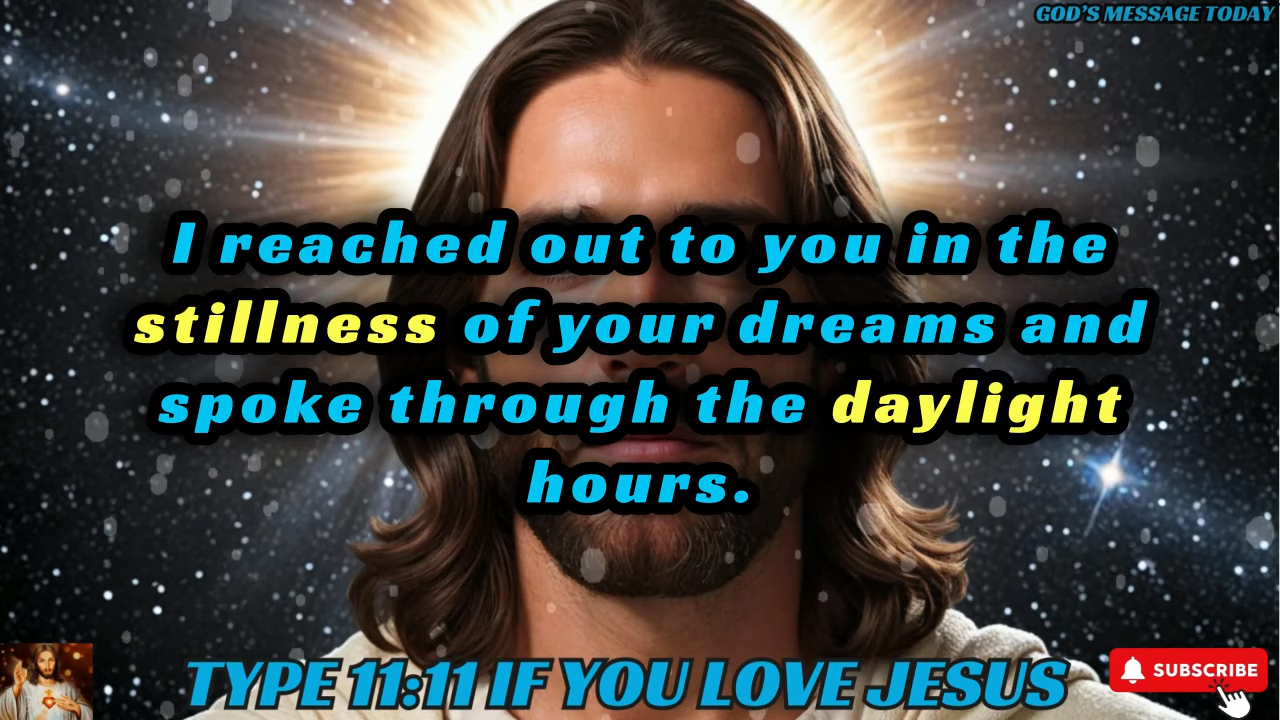 GOD'S MESSAGE TODAY
I reached out to you in the
stillness of your dreams and
spoke through the daylight
hours.
TYPE 11:11 IF YOU LOVE JESUS
SUBSCRIBE